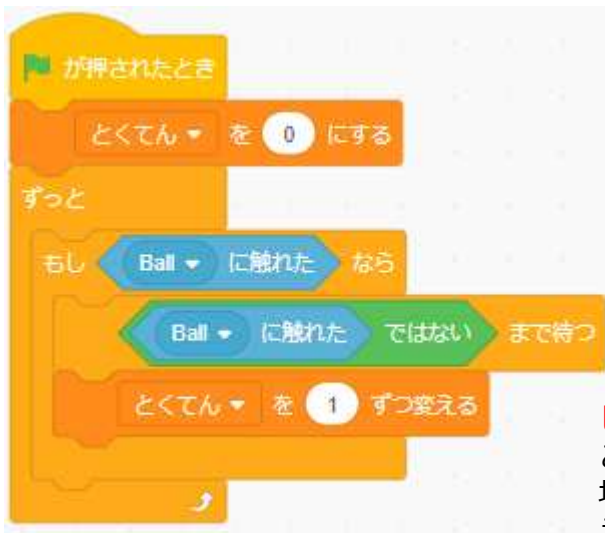 が押されたとき
とくてん を 0 にする
ずっと
もし Ball に触れた なら
Ball に触れた ではない まで待つ
とくてん を 1 ずつ変える